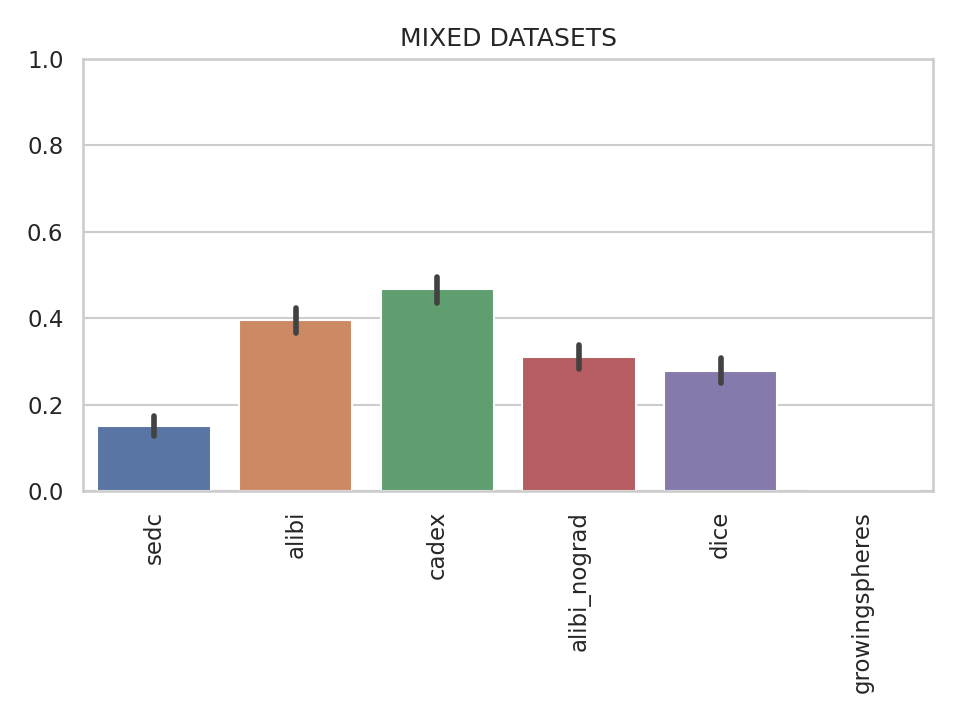 MIXED DATASETS
1.0
0.8
0.6
0.4
0.2
0.0
sedc
alibi
cadex
alibi_nograd
dice
growingspheres